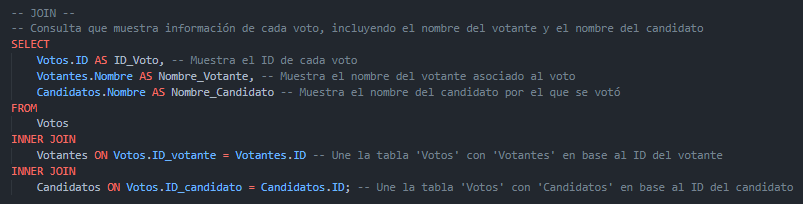 -- JOIN --
-- Consulta que muestra información de cada voto, incluyendo el nombre del votante y el nombre del candidato
SELECT
    Votos.ID AS ID_Voto, -- Muestra el ID de cada voto
    Votantes.Nombre AS Nombre_Votante, -- Muestra el nombre del votante asociado al voto
    Candidatos.Nombre AS Nombre_Candidato -- Muestra el nombre del candidato por el que se votó
FROM
    Votos
INNER JOIN
    Votantes ON Votos.ID_votante = Votantes.ID -- Une la tabla 'Votos' con 'Votantes' en base al ID del votante
INNER JOIN
    Candidatos ON Votos.ID_candidato = Candidatos.ID; -- Une la tabla 'Votos' con 'Candidatos' en base al ID del candidato